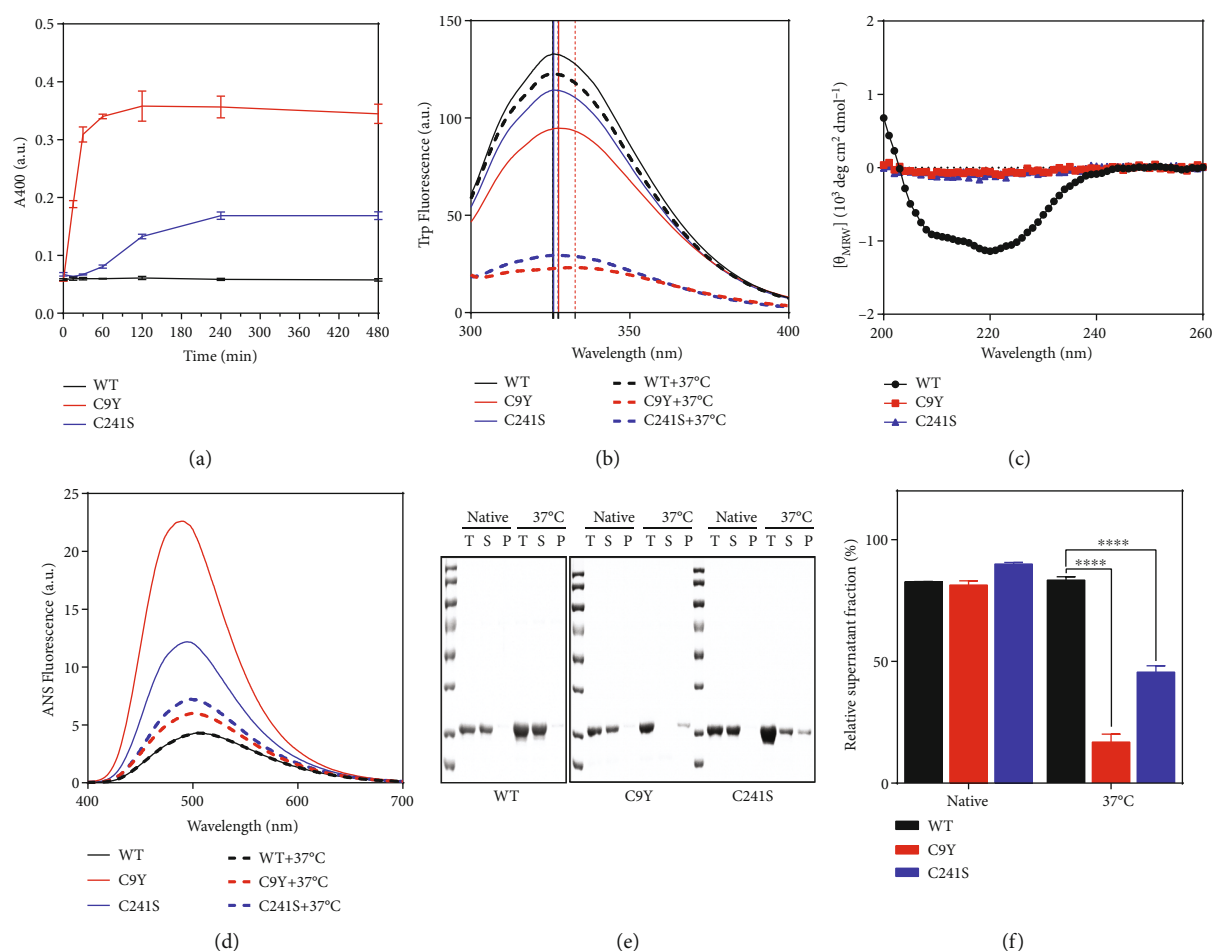 0.5
0.4
0.3
0.2
0.1
0.0
A400 (a.u.)
0 60 120 180 240 300 360 420 480
Time (min)
WT
C9Y
C241S
(a)
150
100
50
0
Trp Fluorescence (a.u.)
300 350 400
Wavelength (nm)
WT
C9Y
C241S
WT+37°C
C9Y+37°C
C241S+37°C
(b)
2
1
0
−1
−2
[θMRW] (10³ deg cm² dmol⁻¹)
200 220 240 260
Wavelength (nm)
WT
C9Y
C241S
(c)
25
20
15
10
5
0
ANS Fluorescence (a.u.)
400 500 600 700
Wavelength (nm)
WT
C9Y
C241S
WT+37°C
C9Y+37°C
C241S+37°C
(d)
Native 37°C Native 37°C Native 37°C
T S P T S P T S P T S P T S P T S P
WT C9Y C241S
(e)
100
50
0
Relative supernatant fraction (%)
****
****
Native 37°C
WT
C9Y
C241S
(f)